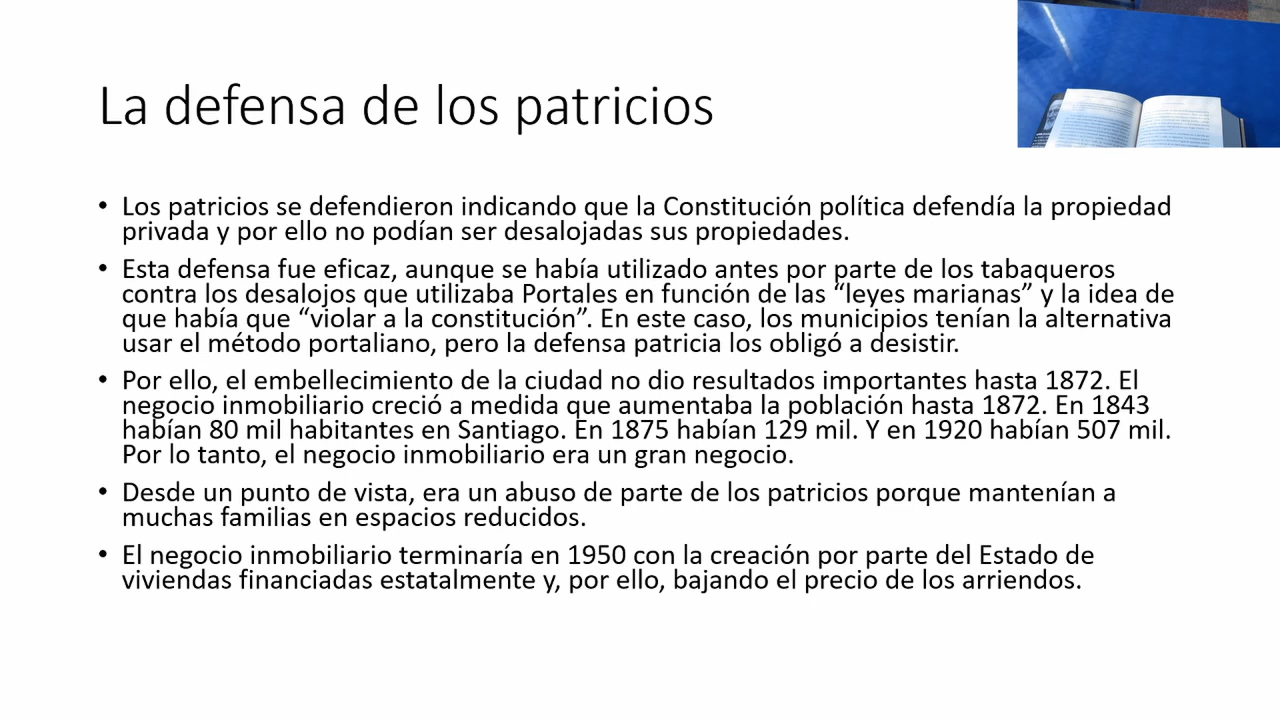 La defensa de los patricios
• Los patricios se defendieron indicando que la Constitución política defendía la propiedad
privada y por ello no podían ser desalojadas sus propiedades.
• Esta defensa fue eficaz, aunque se había utilizado antes por parte de los tabaqueros
contra los desalojos que utilizaba Portales en función de las “leyes marianas” y la idea de
que había que “violar a la constitución”. En este caso, los municipios tenían la alternativa
usar el método portaliano, pero la defensa patricia los obligó a desistir.
• Por ello, el embellecimiento de la ciudad no dio resultados importantes hasta 1872. El
negocio inmobiliario creció a medida que aumentaba la población hasta 1872. En 1843
habían 80 mil habitantes en Santiago. En 1875 habían 129 mil. Y en 1920 habían 507 mil.
Por lo tanto, el negocio inmobiliario era un gran negocio.
• Desde un punto de vista, era un abuso de parte de los patricios porque mantenían a
muchas familias en espacios reducidos.
• El negocio inmobiliario terminaría en 1950 con la creación por parte del Estado de
viviendas financiadas estatalmente y, por ello, bajando el precio de los arriendos.